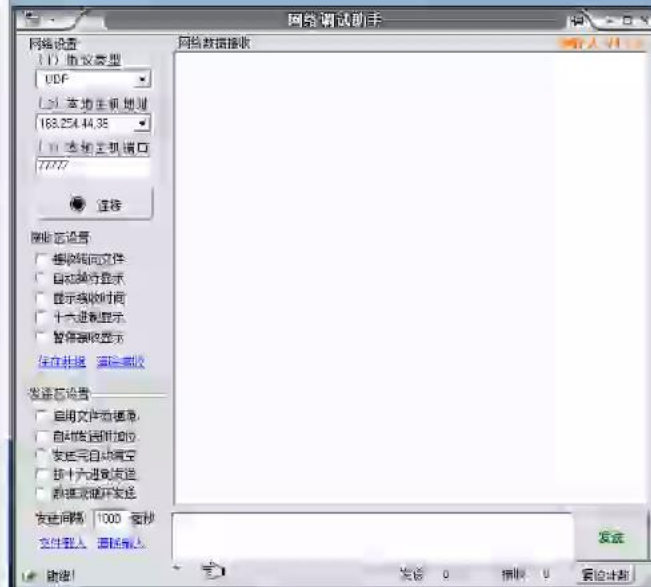 网络调试助手
网络设置
网络数据接收
(1) 协议类型
UDP
(2) 本地主机地址
(3) 本地主机端口
77777
连接
接收区设置
接收转向文件
自动换行显示
显示接收时间
十六进制显示
暂停接收显示
保存数据 清除接收
发送区设置
启用文件数据源
自动发送附加位
发送完自动清空
按十六进制发送
数据流循环发送
发送间隔 1000 毫秒
文件载入 清除输入
发送
就绪!
发送 0
接收 0
复位计数